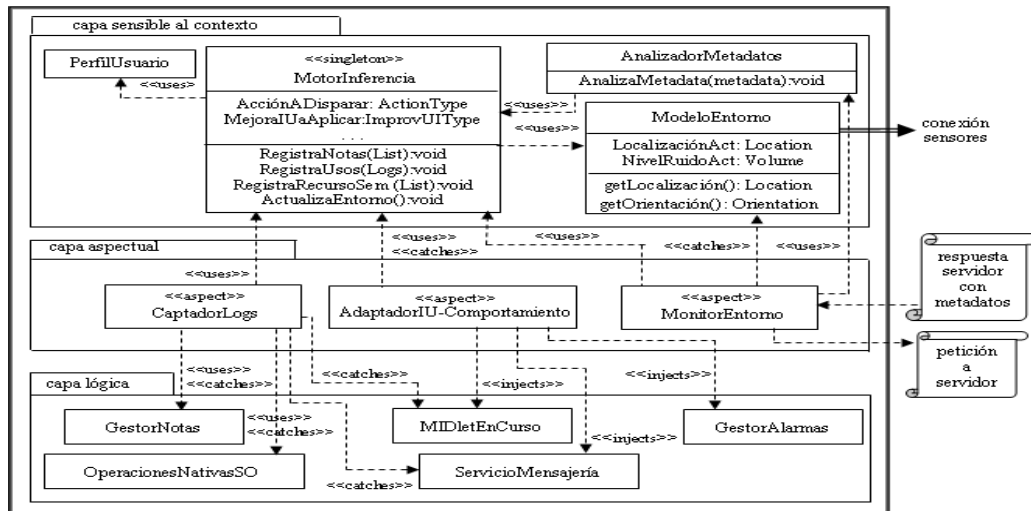 capa sensible al contexto
PerfilUsuario
<<uses>>
<<singleton>>
MotorInferencia
AcciónADisparar: ActionType
MejoraIUaAplicar:ImprovUIType
. . .
RegistraNotas(List):void
RegistraUsos(Logs):void
RegistraRecursoSem (List):void
ActualizaEntorno():void
<<uses>>
<<uses>>
AnalizadorMetadatos
AnalizaMetadata(metadata):void
ModeloEntorno
LocalizaciónAct: Location
NivelRuidoAct: Volume
getLocalización(): Location
getOrientación(): Orientation
conexión
sensores
capa aspectual
<<uses>>
<<uses>>
<<catches>>
<<uses>>
<<catches>>
<<uses>>
<<aspect>>
CaptadorLogs
<<aspect>>
AdaptadorIU-Comportamiento
<<aspect>>
MonitorEntorno
respuesta
servidor
con
metadatos
petición
a
servidor
capa lógica
<<uses>>
<<catches>>
<<catches>>
<<injects>>
<<injects>>
GestorNotas
<<uses>>
<<catches>>
MIDletEnCurso
<<injects>>
GestorAlarmas
OperacionesNativasSO
<<catches>>
ServicioMensajería